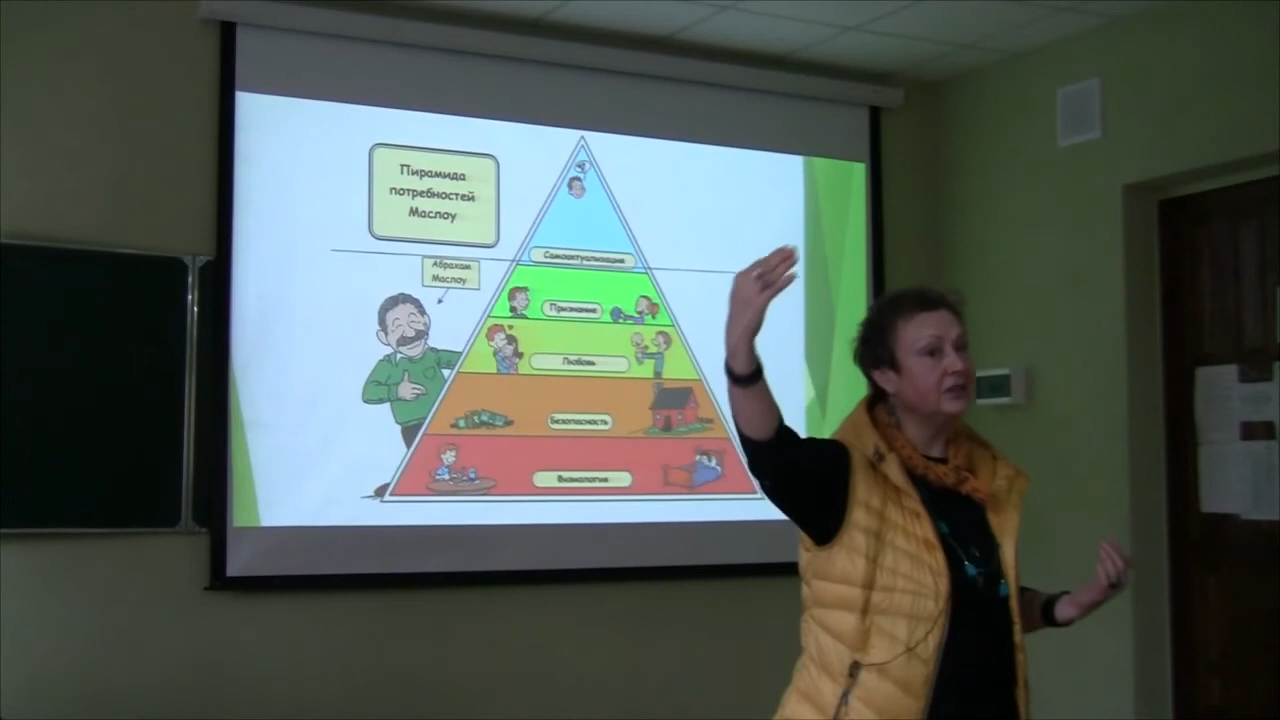 Пирамида
потребностей
Маслоу
Абрахам
Маслоу
Самоактуализация
Признание
Любовь
Безопасность
Физиология